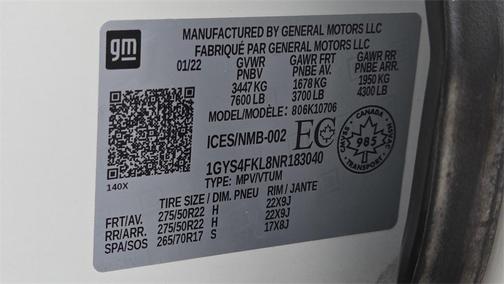 gm
MANUFACTURED BY GENERAL MOTORS LLC
FABRIQUÉ PAR GENERAL MOTORS LLC
01/22 GVWR GAWR FRT GAWR RR
PNBV PNBE AV. PNBE ARR.
3447 KG 1678 KG 1950 KG
7600 LB 3700 LB 4300 LB
MODEL/MODÈLE: 806K10706
ICES/NMB-002 EC
CANADA
985
TRANSPORT
SVMAC
NSVAC
1GYS4FKL8NR183040
TYPE: MPV/VTUM
140X
TIRE SIZE / DIM. PNEU RIM / JANTE
FRT/AV. 275/50R22 H 22X9J
RR/ARR. 275/50R22 H 22X9J
SPA/SOS 265/70R17 S 17X8J